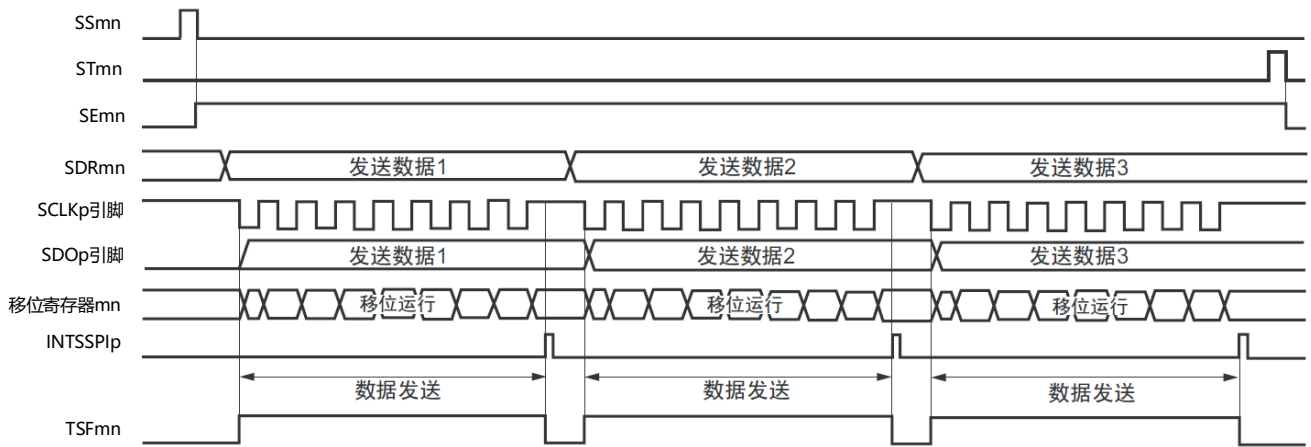 SSmn
STmn
SEmn
SDRmn 发送数据1 发送数据2 发送数据3
SCLKp引脚
SDOp引脚 发送数据1 发送数据2 发送数据3
移位寄存器mn 移位运行 移位运行 移位运行
INTSSPIp
数据发送 数据发送 数据发送
TSFmn